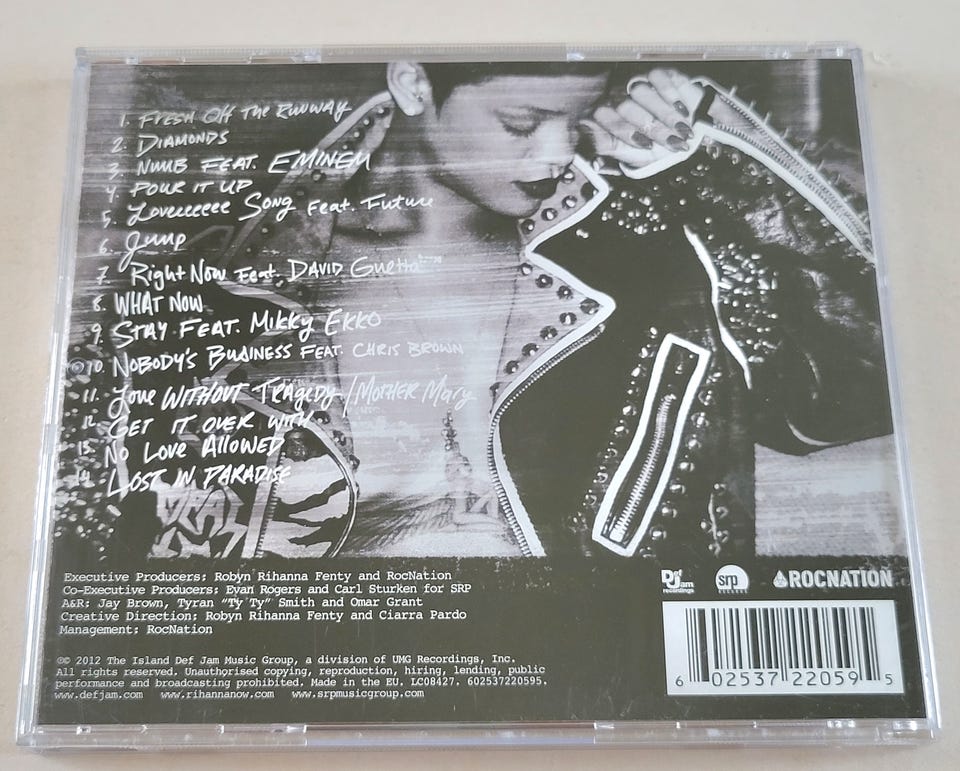 1. FRESH OFF THE RUNWAY
2. DIAMONDS
3. NUMB FEAT. EMINEM
4. POUR IT UP
5. Loveeeeeee Song Feat. Future
6. Jump
7. Right Now Feat. DAVID Guetta
8. WHAT NOW
9. STAY FEAT. MIKKY EKKO
10. NOBODY'S BUSINESS FEAT. CHRIS BROWN
11. Love WITHOUT TRAGEDY / MOTHER MARY
12. GET IT OVER WITH
13. NO LOVE ALLOWED
14. LOST IN PARADISE
Executive Producers: Robyn Rihanna Fenty and RocNation
Co-Executive Producers: Evan Rogers and Carl Sturken for SRP
A&R: Jay Brown, Tyran "Ty Ty" Smith and Omar Grant
Creative Direction: Robyn Rihanna Fenty and Ciarra Pardo
Management: RocNation
Def Jam recordings
srp
ROCNATION
℗© 2012 The Island Def Jam Music Group, a division of UMG Recordings, Inc.
All rights reserved. Unauthorised copying, reproduction, hiring, lending, public
performance and broadcasting prohibited. Made in the EU. LC08427. 602537220595.
www.defjam.com www.rihannanow.com www.srpmusicgroup.com
6 02537 22059 5